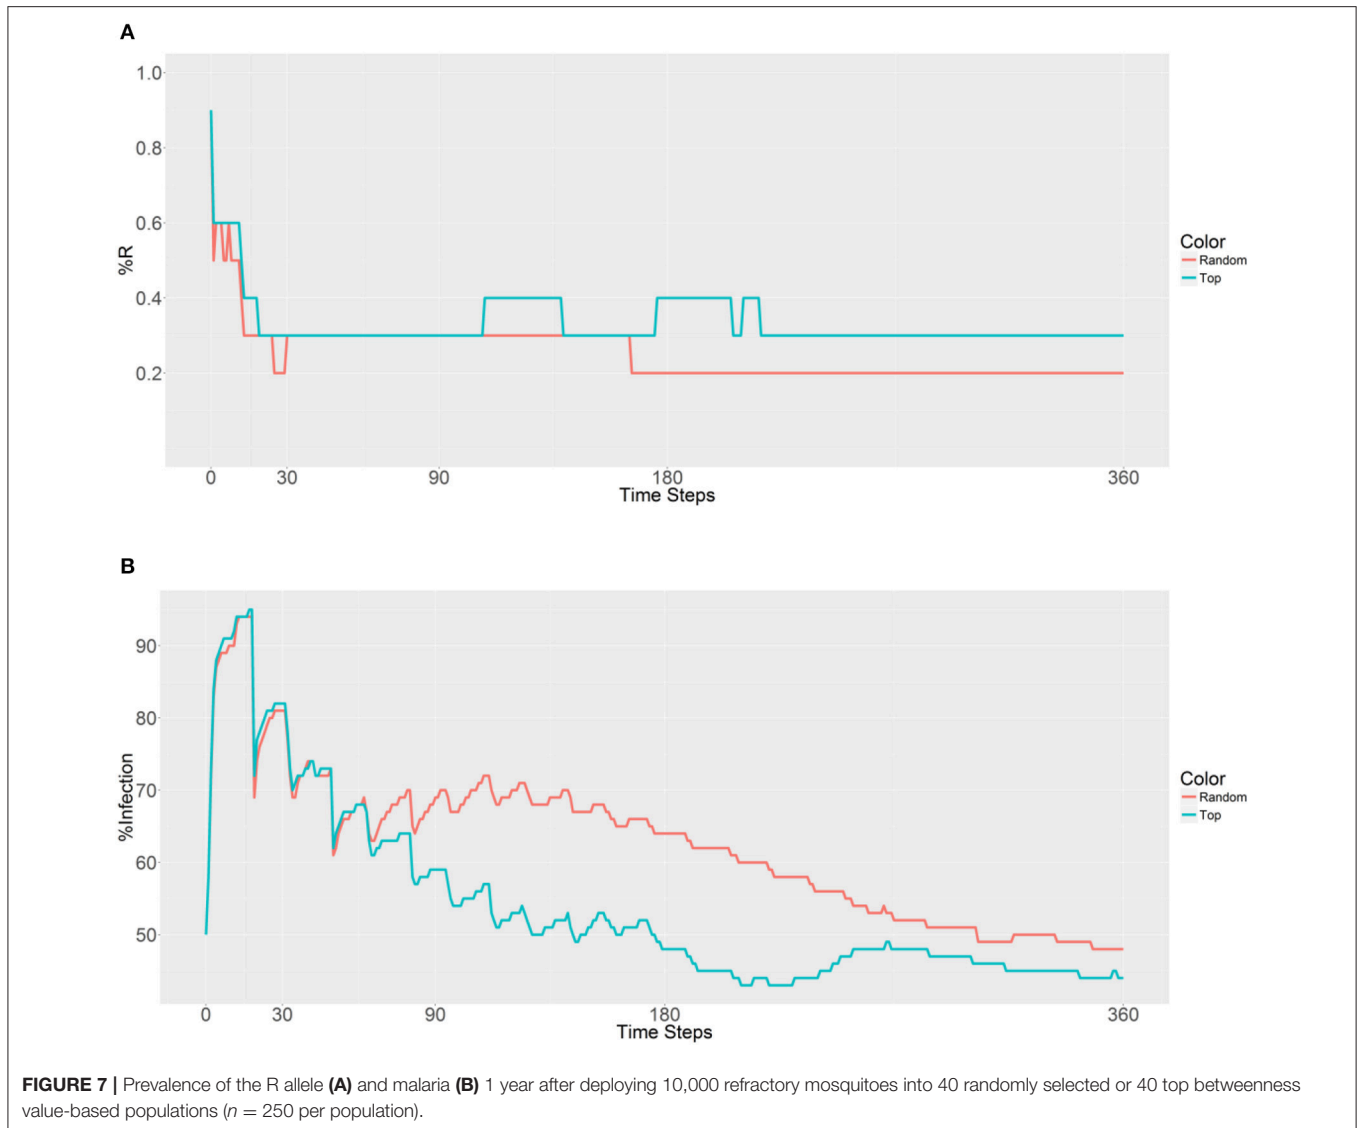 A
1.0
0.8
0.6
0.4
0.2
%R
0
30
90
180
360
Time Steps
Color
Random
Top
B
90
80
70
60
50
%Infection
0
30
90
180
360
Time Steps
Color
Random
Top
FIGURE 7 | Prevalence of the R allele (A) and malaria (B) 1 year after deploying 10,000 refractory mosquitoes into 40 randomly selected or 40 top betweenness
value-based populations (n = 250 per population).